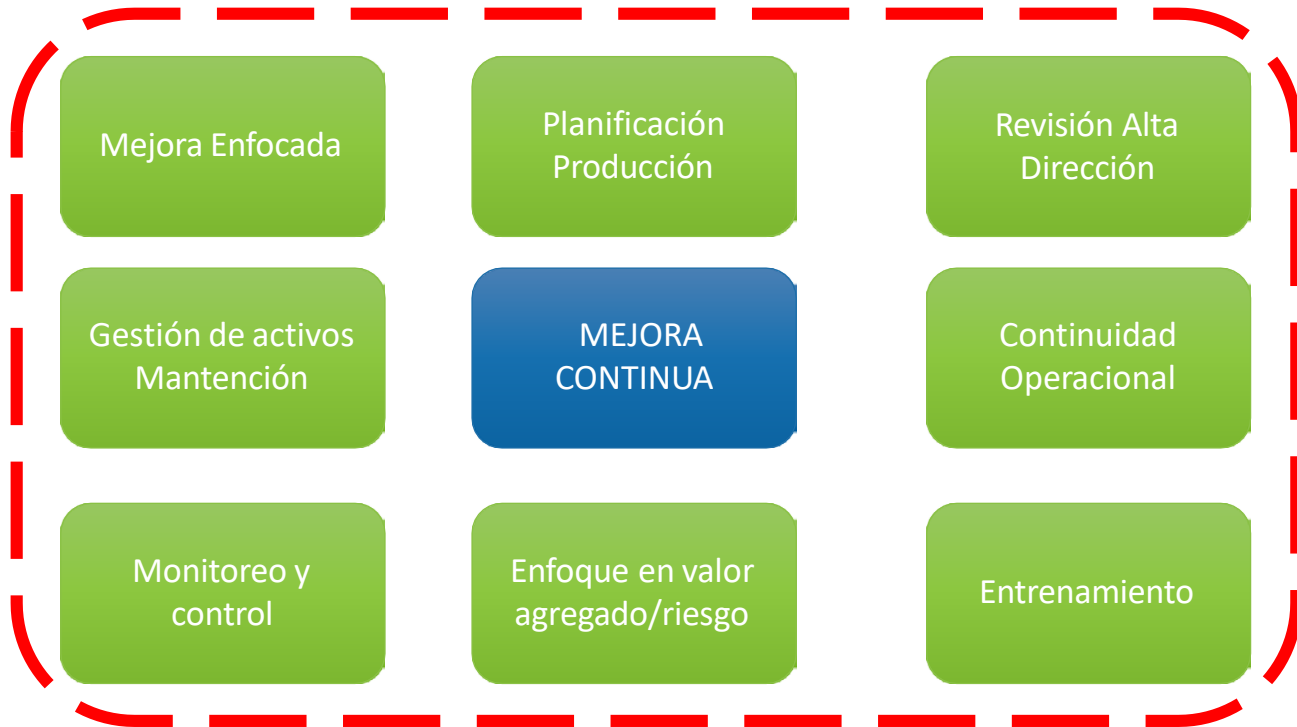 Mejora Enfocada
Planificación
Producción
Revisión Alta
Dirección
Gestión de activos
Mantención
MEJORA
CONTINUA
Continuidad
Operacional
Monitoreo y
control
Enfoque en valor
agregado/riesgo
Entrenamiento